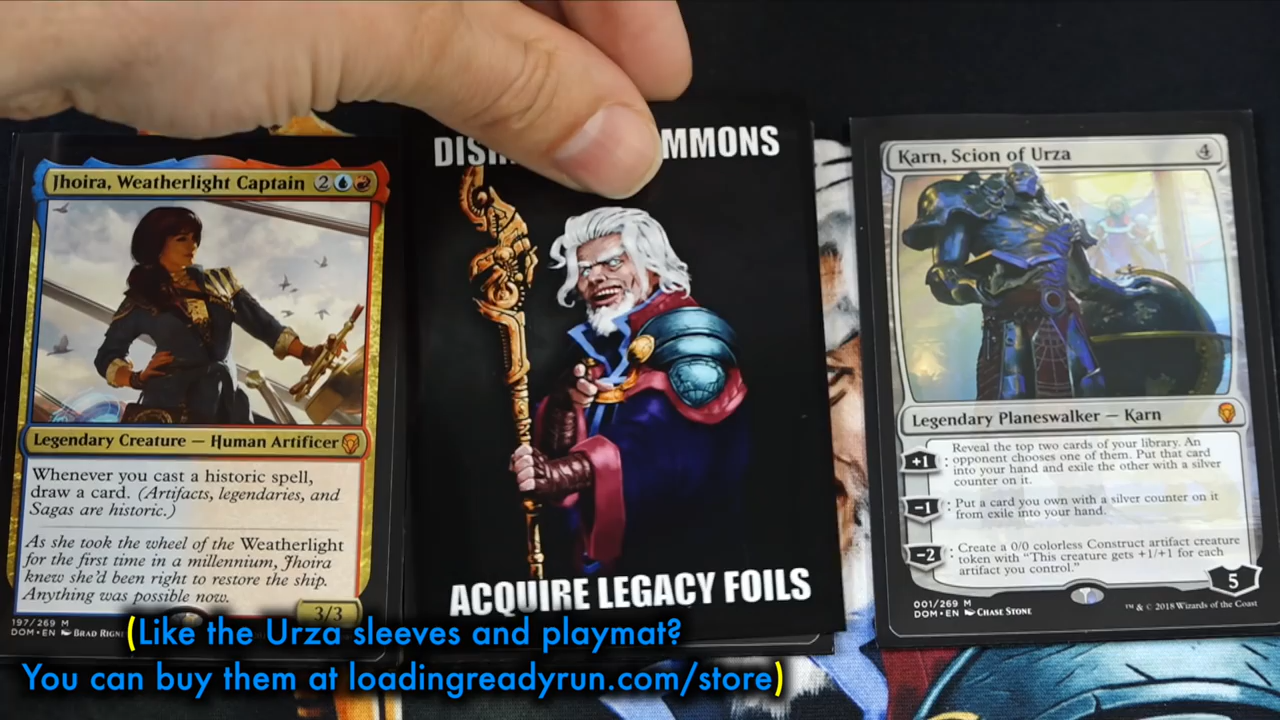 Jhoira, Weatherlight Captain 2
Legendary Creature — Human Artificer
Whenever you cast a historic spell,
draw a card. (Artifacts, legendaries, and
Sagas are historic.)
As she took the wheel of the Weatherlight
for the first time in a millennium, Jhoira
knew she'd been right to restore the ship.
Anything was possible now.
3/3
197/269 M
DOM • EN BRAD
MMONS
ACQUIRE LEGACY FOILS
Karn, Scion of Urza 4
Legendary Planeswalker — Karn
+1 : Reveal the top two cards of your library. An
opponent chooses one of them. Put that card
into your hand and exile the other with a silver
counter on it.
−1 : Put a card you own with a silver counter on it
from exile into your hand.
−2 : Create a 0/0 colorless Construct artifact creature
token with "This creature gets +1/+1 for each
artifact you control."
5
001/269 M
DOM • EN CHASE STONE
™ & © 2018 Wizards of the Coast
(Like the Urza sleeves and playmat?
You can buy them at loadingreadyrun.com/store)